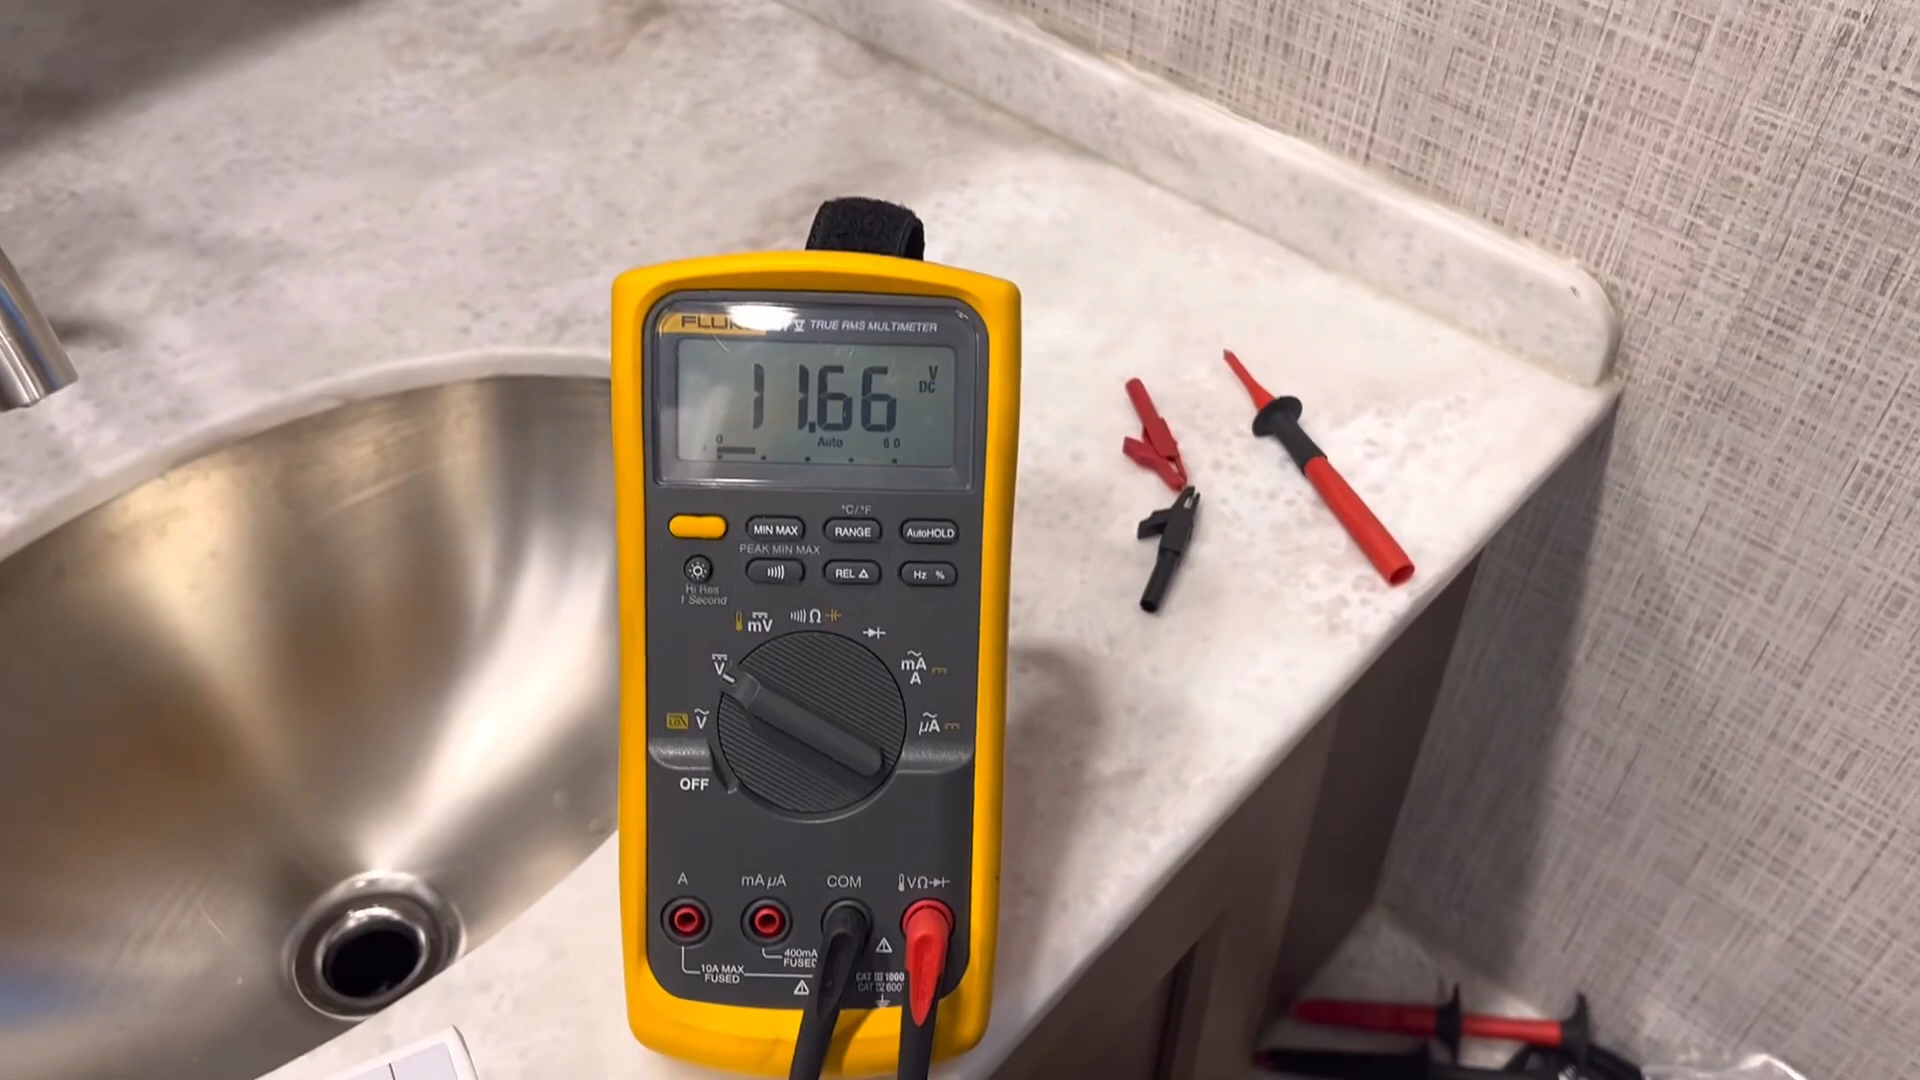 TRUE RMS MULTIMETER
11.66 V DC
0 Auto 60
°C/°F
MIN MAX RANGE AutoHOLD
PEAK MIN MAX
REL △ Hz %
Hi Res
1 Second
mV Ω
V mA
A
V µA
OFF
A mA µA COM VΩ
400mA
FUSED
10A MAX
FUSED
CAT III 1000
CAT IV 600